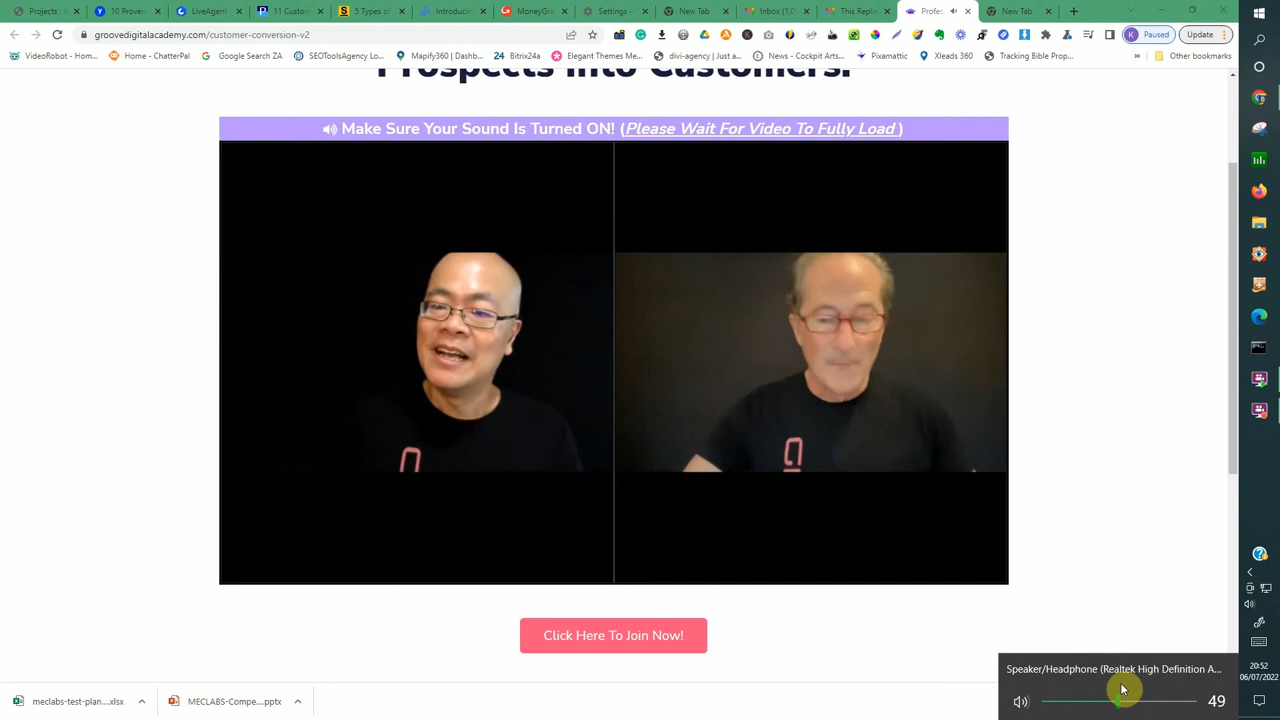 Projects -
10 Proven
LiveAgent
11 Custom
5 Types of
Introducin
MoneyGra
Settings -
New Tab
Inbox (1,0
This Repla
Profes
New Tab
groovedigitalacademy.com/customer-conversion-v2
K Paused
Update
VideoRobot - Hom...
Home - ChatterPal
Google Search ZA
SEOToolsAgency Lo...
Mapify360 | Dashb...
24 Bitrix24a
Elegant Themes Me...
divi-agency | Just a...
News – Cockpit Arts...
Pixamattic
Xleads 360
Tracking Bible Prop...
»
Other bookmarks
Prospects Into Customers.
Make Sure Your Sound Is Turned ON! (Please Wait For Video To Fully Load )
Click Here To Join Now!
Speaker/Headphone (Realtek High Definition A...
49
20:52
06/07/2022
meclabs-test-plan....xlsx
MECLABS-Compe....pptx